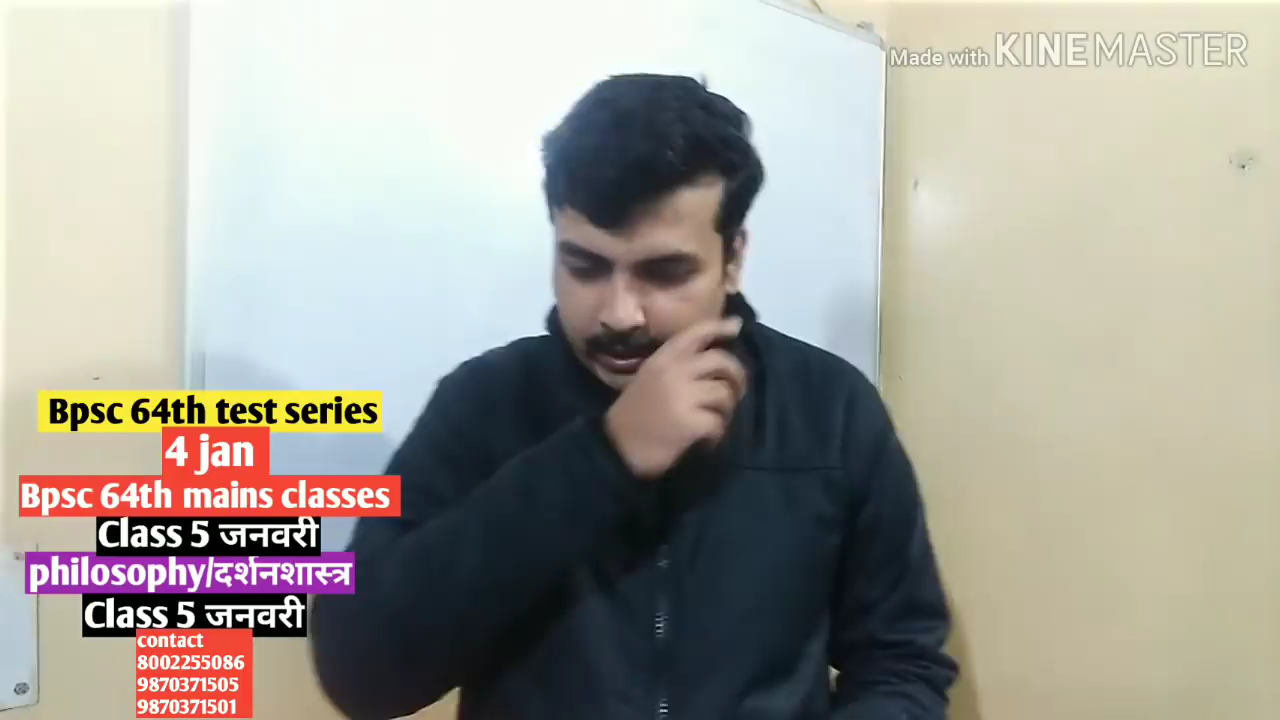 Made with KINEMASTER
Bpsc 64th test series
4 jan
Bpsc 64th mains classes
Class 5 जनवरी
philosophy/दर्शनशास्त्र
Class 5 जनवरी
contact
8002255086
9870371505
9870371501